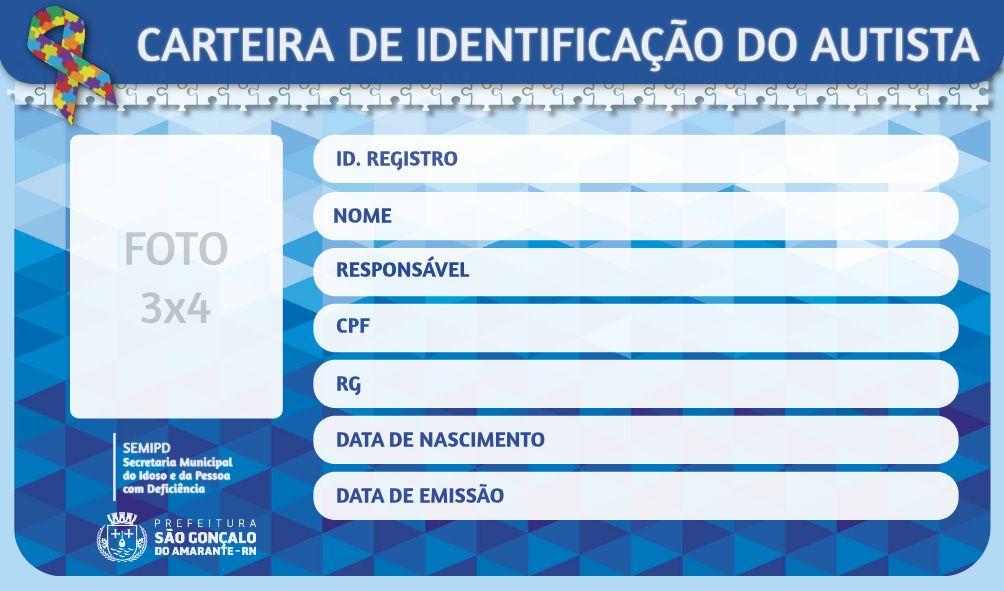 CARTEIRA DE IDENTIFICAÇÃO DO AUTISTA
FOTO
3x4
ID. REGISTRO
NOME
RESPONSÁVEL
CPF
RG
DATA DE NASCIMENTO
DATA DE EMISSÃO
SEMIPD
Secretaria Municipal
do Idoso e da Pessoa
com Deficiência
PREFEITURA
SÃO GONÇALO
DO AMARANTE-RN